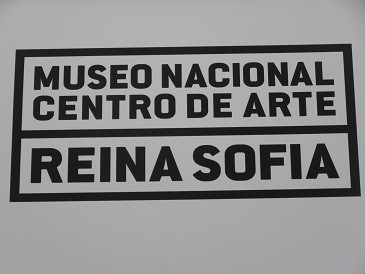 MUSEO NACIONAL
CENTRO DE ARTE
REINA SOFIA